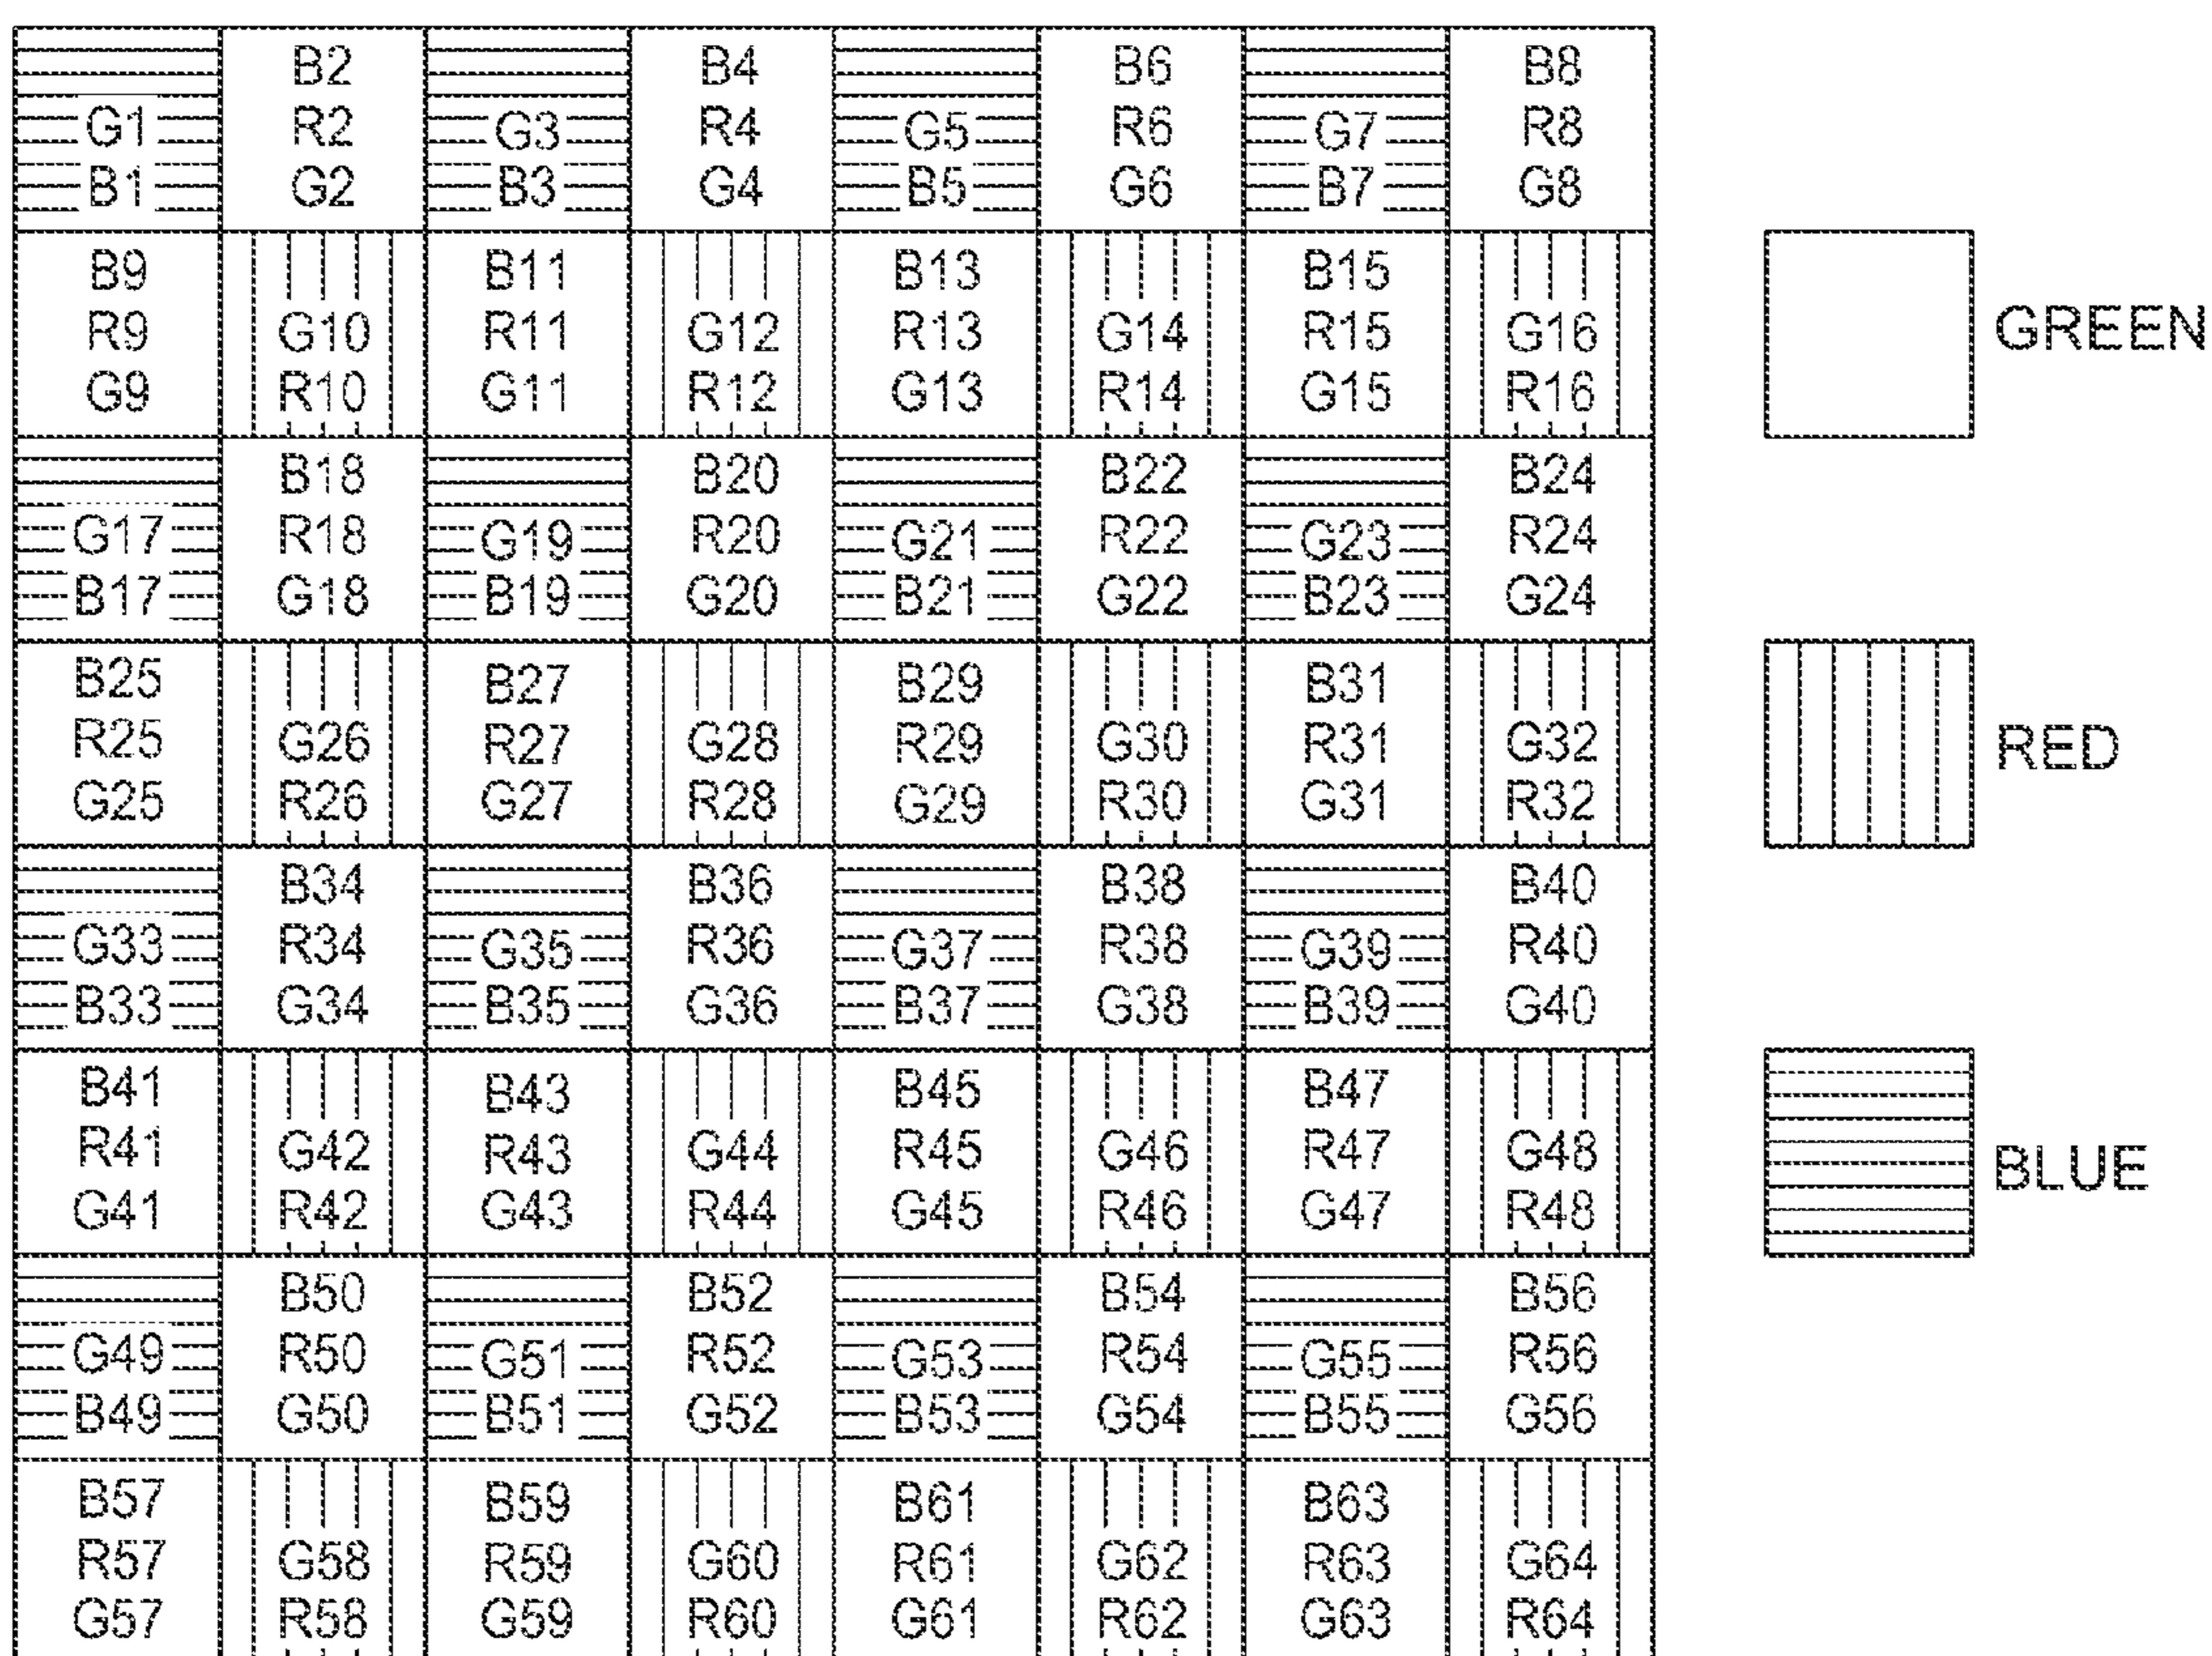 B2 B4 B6 B8
G1 R2 G3 R4 G5 R6 G7 R8
B1 G2 B3 G4 B5 G6 B7 G8
B9 B11 B13 B15
R9 G10 R11 G12 R13 G14 R15 G16 GREEN
G9 R10 G11 R12 G13 R14 G15 R16
B18 B20 B22 B24
G17 R18 G19 R20 G21 R22 G23 R24
B17 G18 B19 G20 B21 G22 B23 G24
B25 B27 B29 B31
R25 G26 R27 G28 R29 G30 R31 G32 RED
G25 R26 G27 R28 G29 R30 G31 R32
B34 B36 B38 B40
G33 R34 G35 R36 G37 R38 G39 R40
B33 G34 B35 G36 B37 G38 B39 G40
B41 B43 B45 B47
R41 G42 R43 G44 R45 G46 R47 G48 BLUE
G41 R42 G43 R44 G45 R46 G47 R48
B50 B52 B54 B56
G49 R50 G51 R52 G53 R54 G55 R56
B49 G50 B51 G52 B53 G54 B55 G56
B57 B59 B61 B63
R57 G58 R59 G60 R61 G62 R63 G64
G57 R58 G59 R60 G61 R62 G63 R64